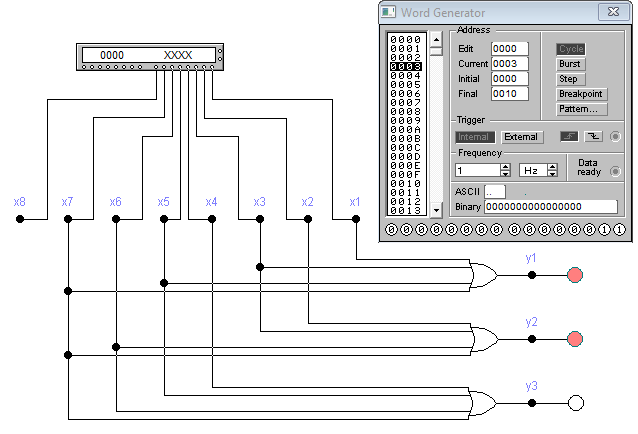 Word Generator
Address
0000
0001
0002
0003
0004
0005
0006
0007
0008
0009
000A
000B
000C
000D
000E
000F
0010
0011
0012
0013
Edit 0000
Current 0003
Initial 0000
Final 0010
Cycle
Burst
Step
Breakpoint
Pattern...
Trigger
Internal External
Frequency
1 Hz
Data ready
ASCII ..
Binary 0000000000000000
0 0 0 0 0 0 0 0 0 0 0 0 0 0 1 1
0000 XXXX
x8 x7 x6 x5 x4 x3 x2 x1
y1
y2
y3